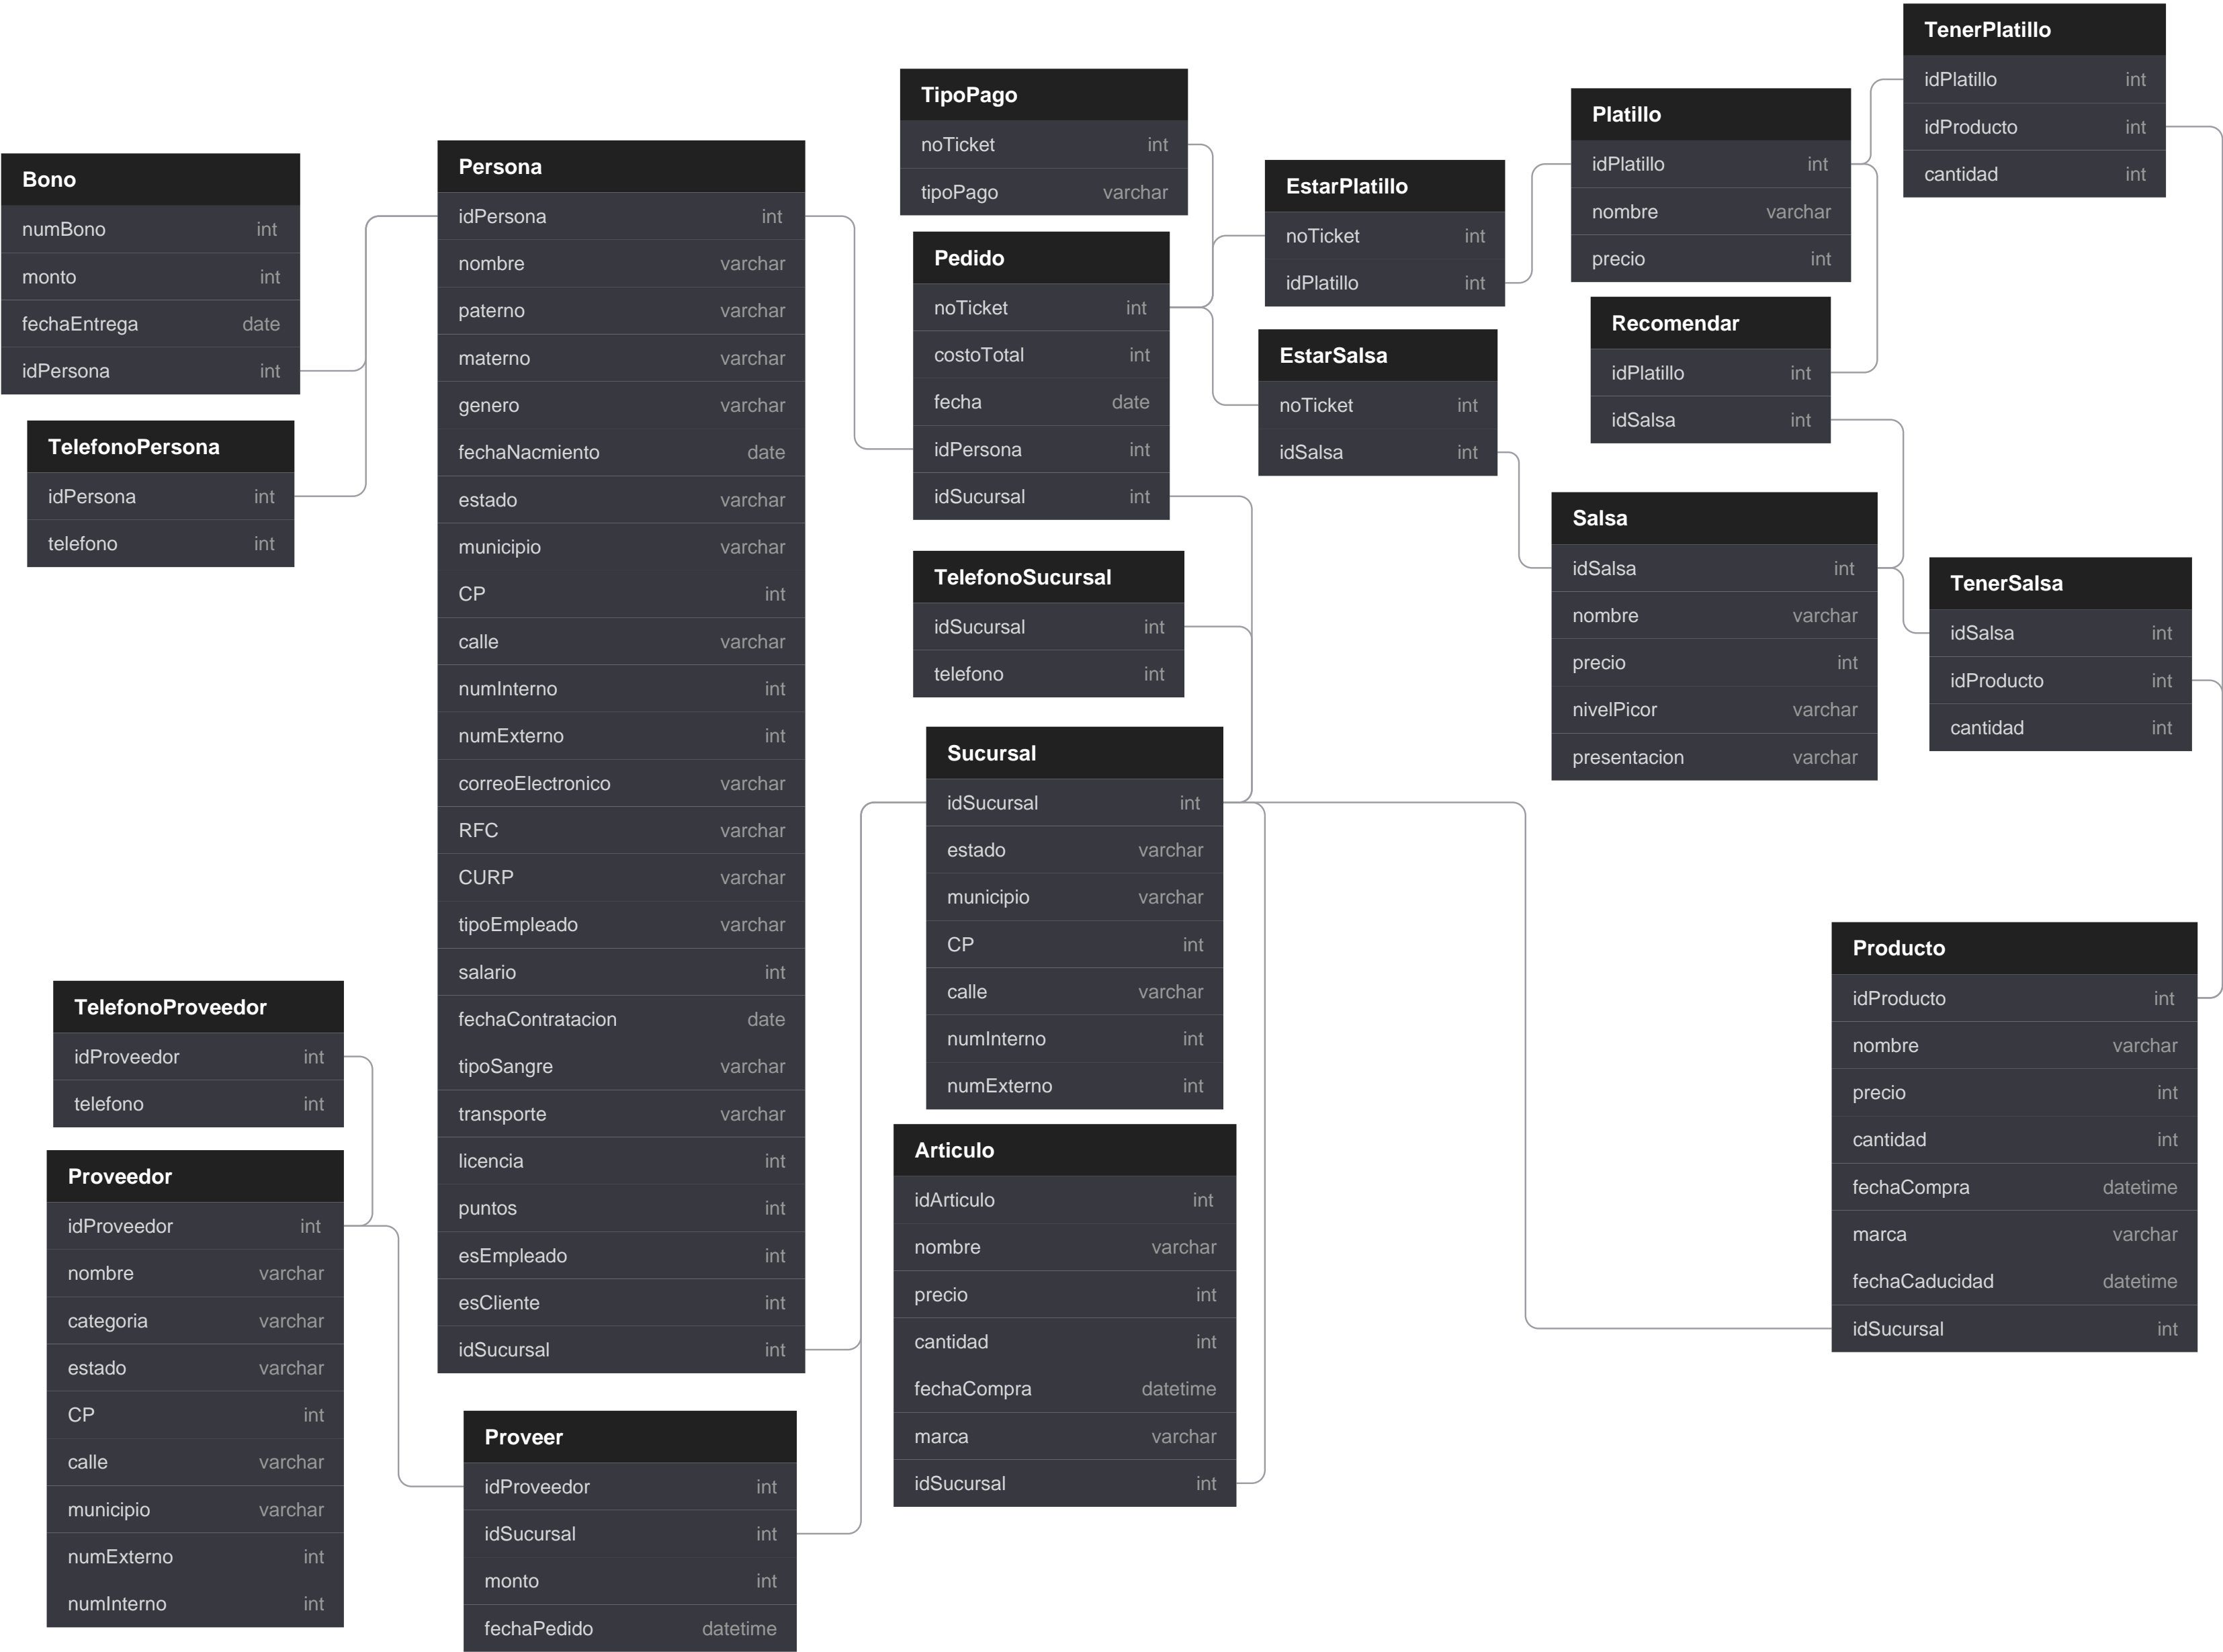 Bono
numBono int
monto int
fechaEntrega date
idPersona int
TelefonoPersona
idPersona int
telefono int
TelefonoProveedor
idProveedor int
telefono int
Proveedor
idProveedor int
nombre varchar
categoria varchar
estado varchar
CP int
calle varchar
municipio varchar
numExterno int
numInterno int
Persona
idPersona int
nombre varchar
paterno varchar
materno varchar
genero varchar
fechaNacmiento date
estado varchar
municipio varchar
CP int
calle varchar
numInterno int
numExterno int
correoElectronico varchar
RFC varchar
CURP varchar
tipoEmpleado varchar
salario int
fechaContratacion date
tipoSangre varchar
transporte varchar
licencia int
puntos int
esEmpleado int
esCliente int
idSucursal int
Proveer
idProveedor int
idSucursal int
monto int
fechaPedido datetime
TipoPago
noTicket int
tipoPago varchar
Pedido
noTicket int
costoTotal int
fecha date
idPersona int
idSucursal int
TelefonoSucursal
idSucursal int
telefono int
Sucursal
idSucursal int
estado varchar
municipio varchar
CP int
calle varchar
numInterno int
numExterno int
Articulo
idArticulo int
nombre varchar
precio int
cantidad int
fechaCompra datetime
marca varchar
idSucursal int
EstarPlatillo
noTicket int
idPlatillo int
EstarSalsa
noTicket int
idSalsa int
Platillo
idPlatillo int
nombre varchar
precio int
Recomendar
idPlatillo int
idSalsa int
Salsa
idSalsa int
nombre varchar
precio int
nivelPicor varchar
presentacion varchar
TenerPlatillo
idPlatillo int
idProducto int
cantidad int
TenerSalsa
idSalsa int
idProducto int
cantidad int
Producto
idProducto int
nombre varchar
precio int
cantidad int
fechaCompra datetime
marca varchar
fechaCaducidad datetime
idSucursal int